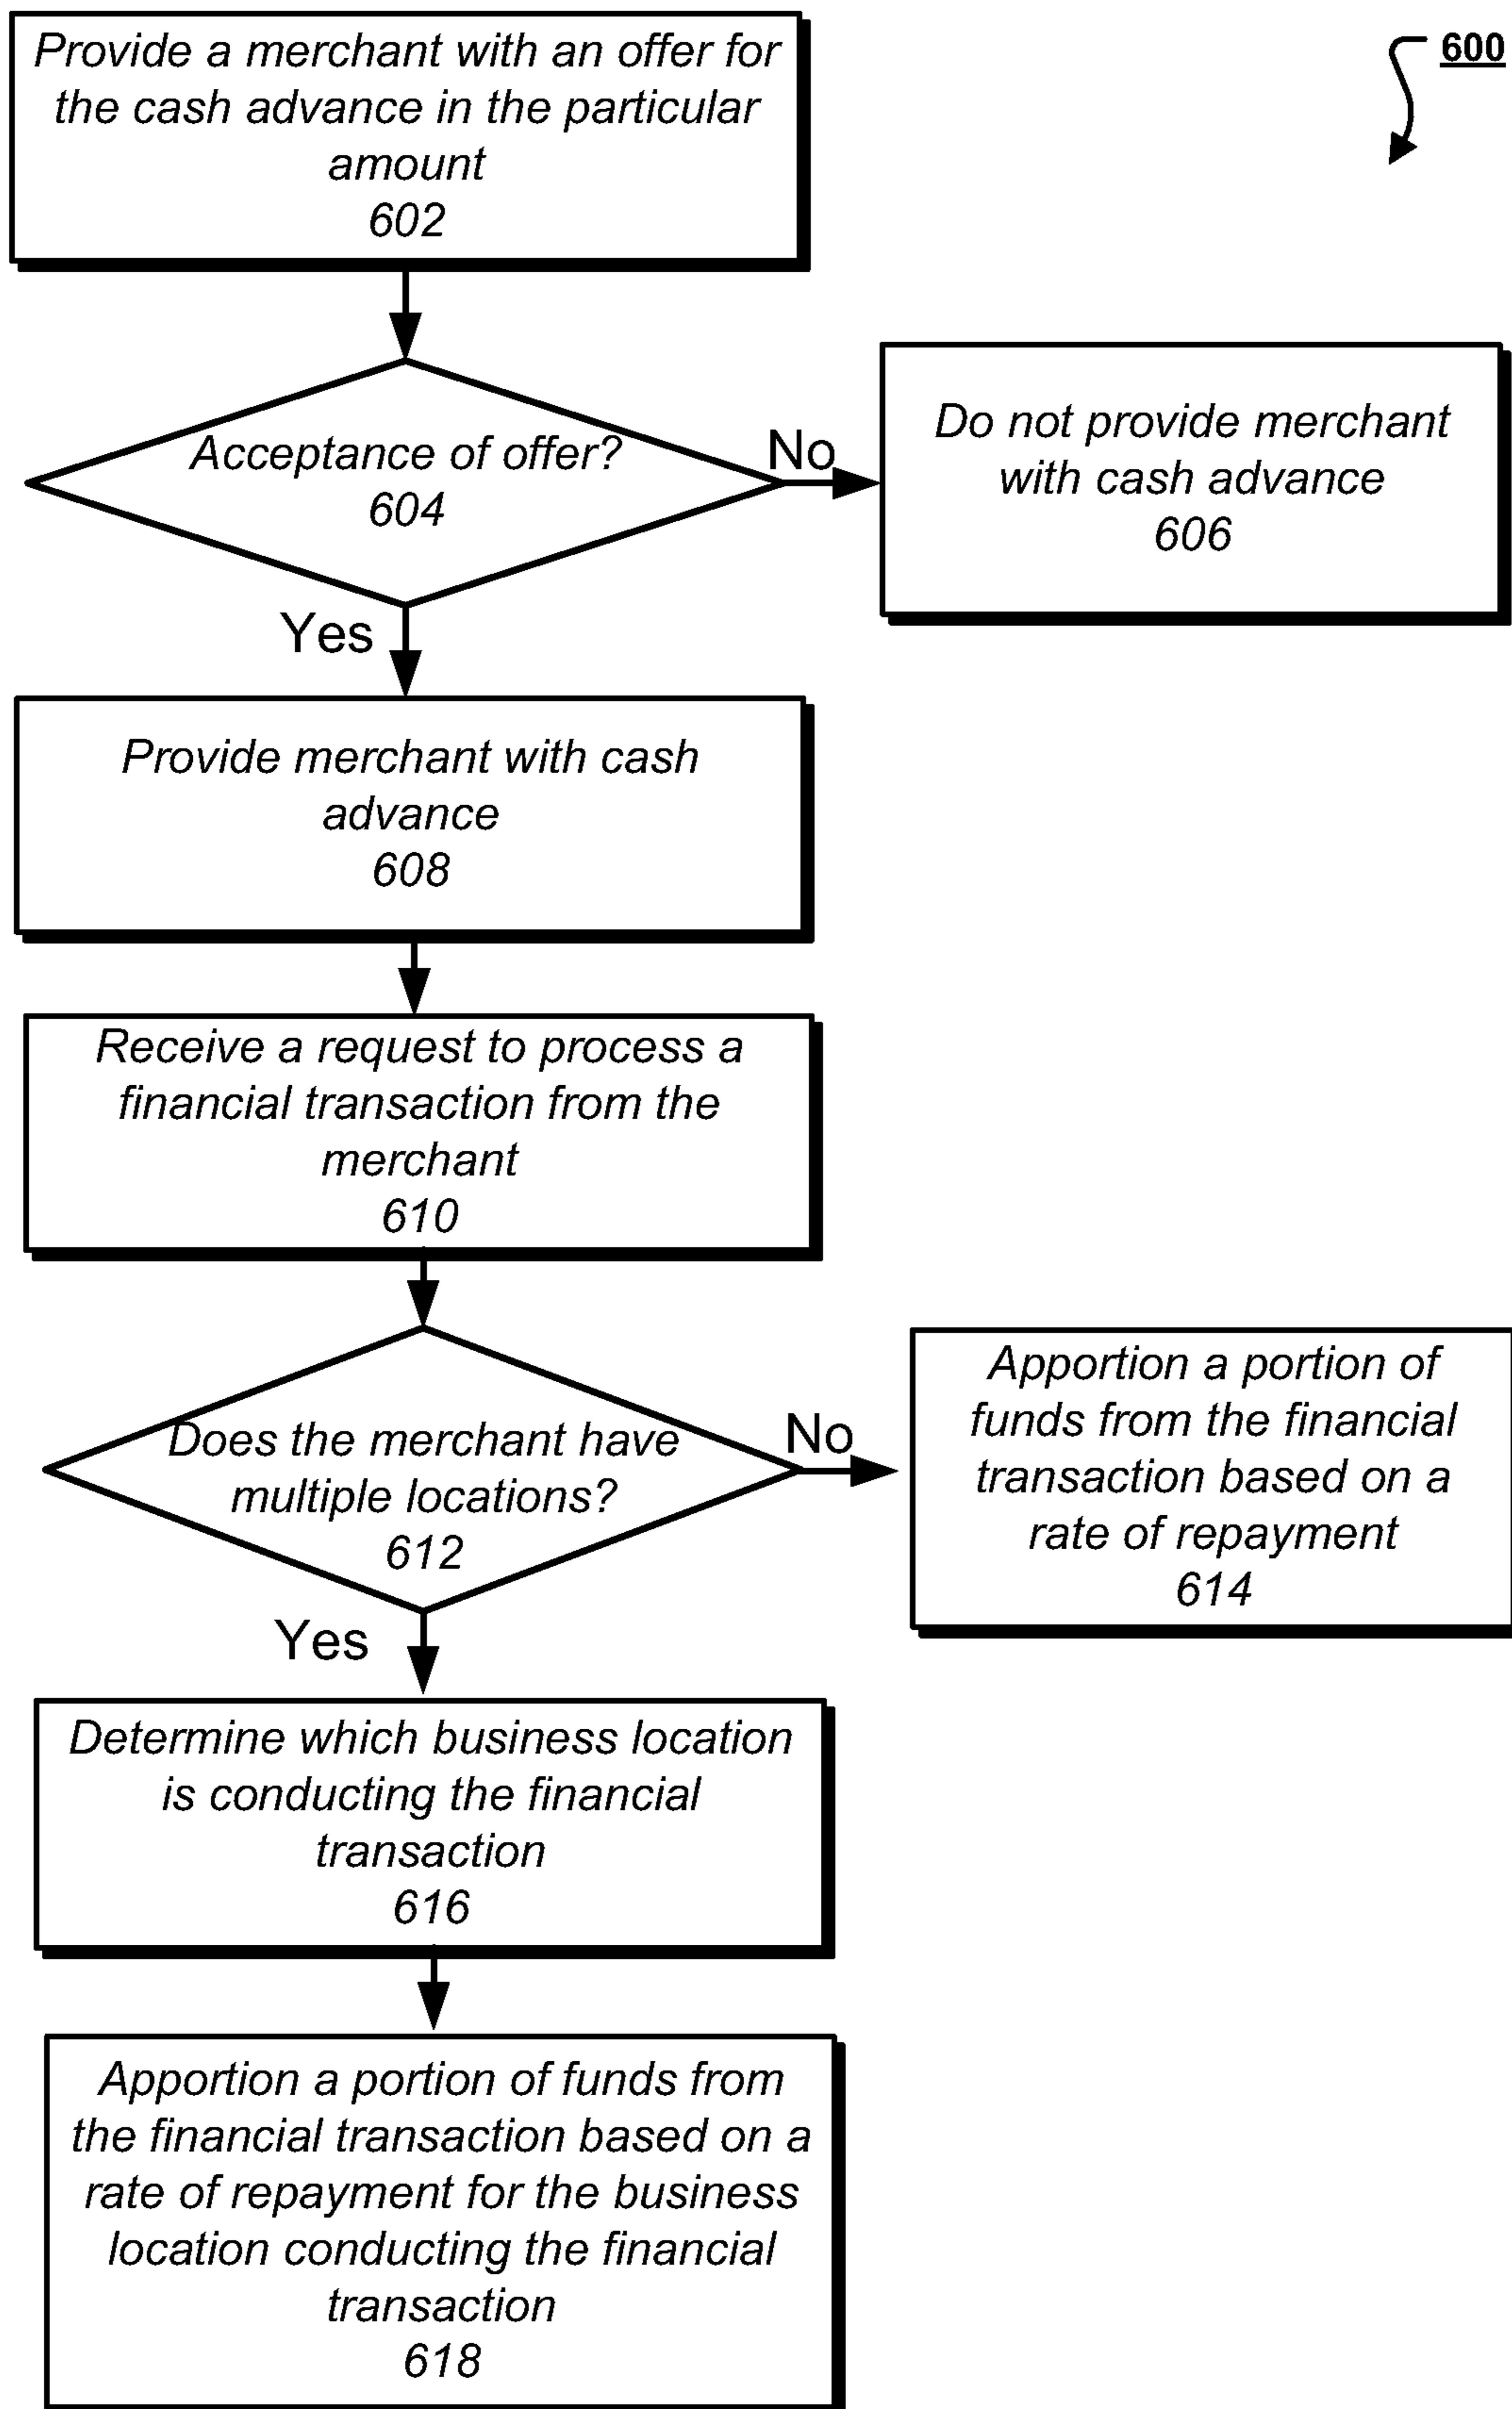 Provide a merchant with an offer for
the cash advance in the particular
amount
602
600
Acceptance of offer?
604
No
Do not provide merchant
with cash advance
606
Yes
Provide merchant with cash
advance
608
Receive a request to process a
financial transaction from the
merchant
610
Does the merchant have
multiple locations?
612
No
Apportion a portion of
funds from the financial
transaction based on a
rate of repayment
614
Yes
Determine which business location
is conducting the financial
transaction
616
Apportion a portion of funds from
the financial transaction based on a
rate of repayment for the business
location conducting the financial
transaction
618